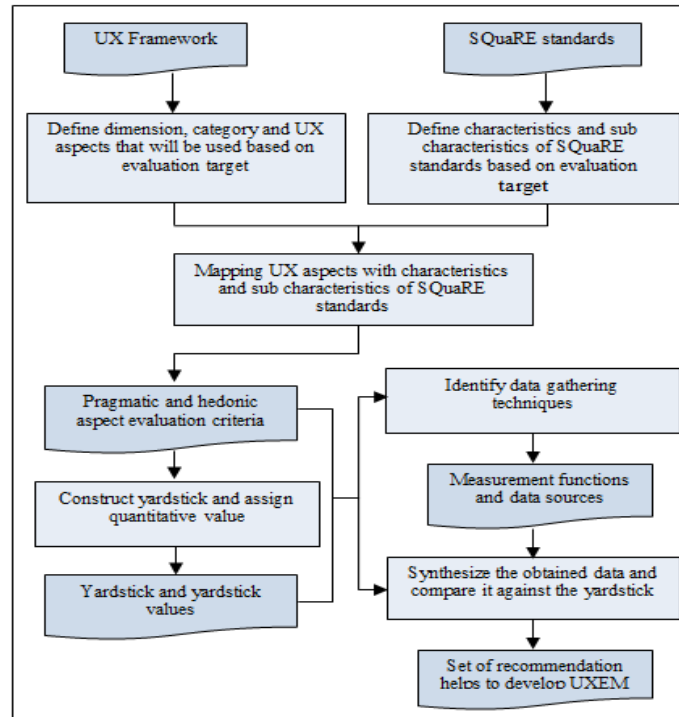 UX Framework
SQuaRE standards
Define dimension, category and UX
aspects that will be used based on
evaluation target
Define characteristics and sub
characteristics of SQuaRE
standards based on evaluation
target
Mapping UX aspects with characteristics
and sub characteristics of SQuaRE
standards
Pragmatic and hedonic
aspect evaluation criteria
Identify data gathering
techniques
Construct yardstick and assign
quantitative value
Measurement functions
and data sources
Yardstick and yardstick
values
Synthesize the obtained data and
compare it against the yardstick
Set of recommendation
helps to develop UXEM